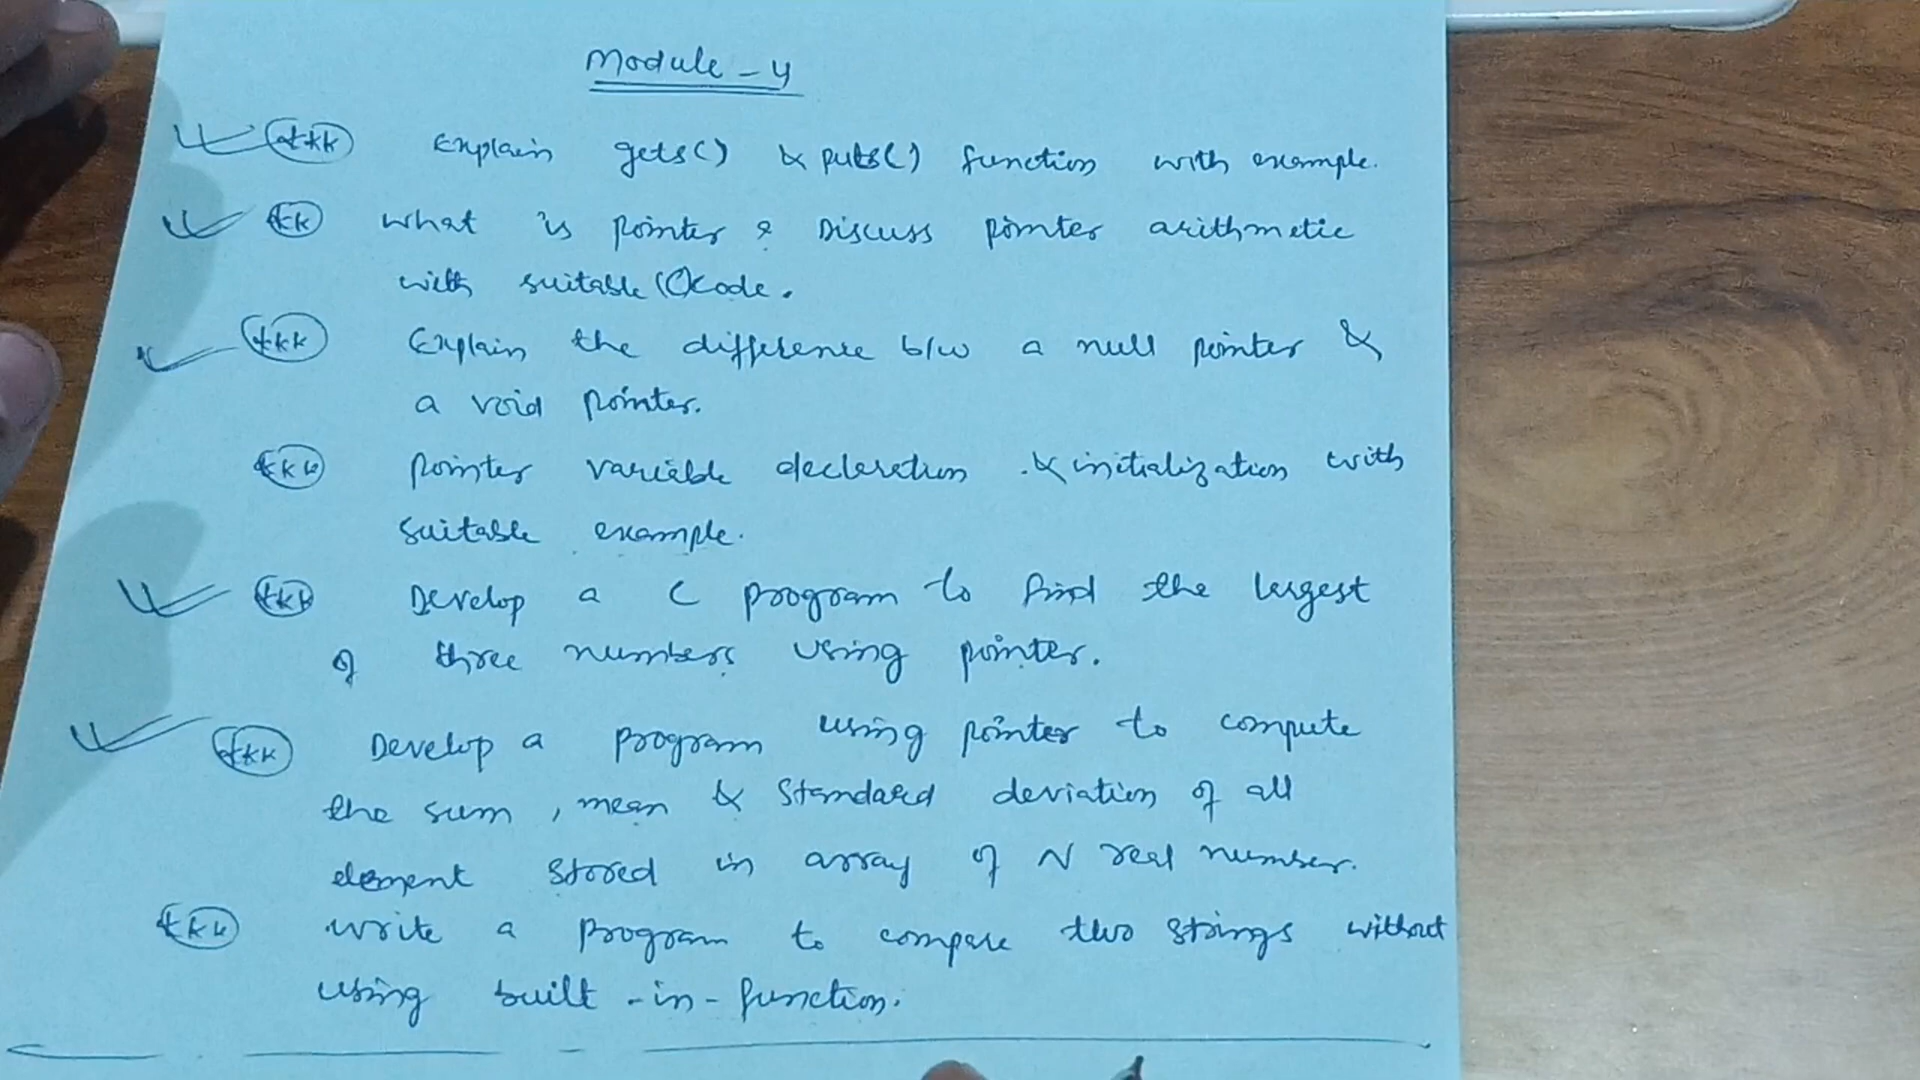 Module - 4
*** Explain gets() & puts() function with example.
** What is pointer? Discuss pointer arithmetic
with suitable C code.
*** Explain the difference b/w a null pointer &
a void pointer.
*** Pointer variable declaration & initialization with
suitable example.
*** Develop a C program to find the largest
of three numbers using pointer.
*** Develop a program using pointer to compute
the sum, mean & standard deviation of all
element stored in array of N real number.
*** Write a program to compare two strings without
using built-in-function.